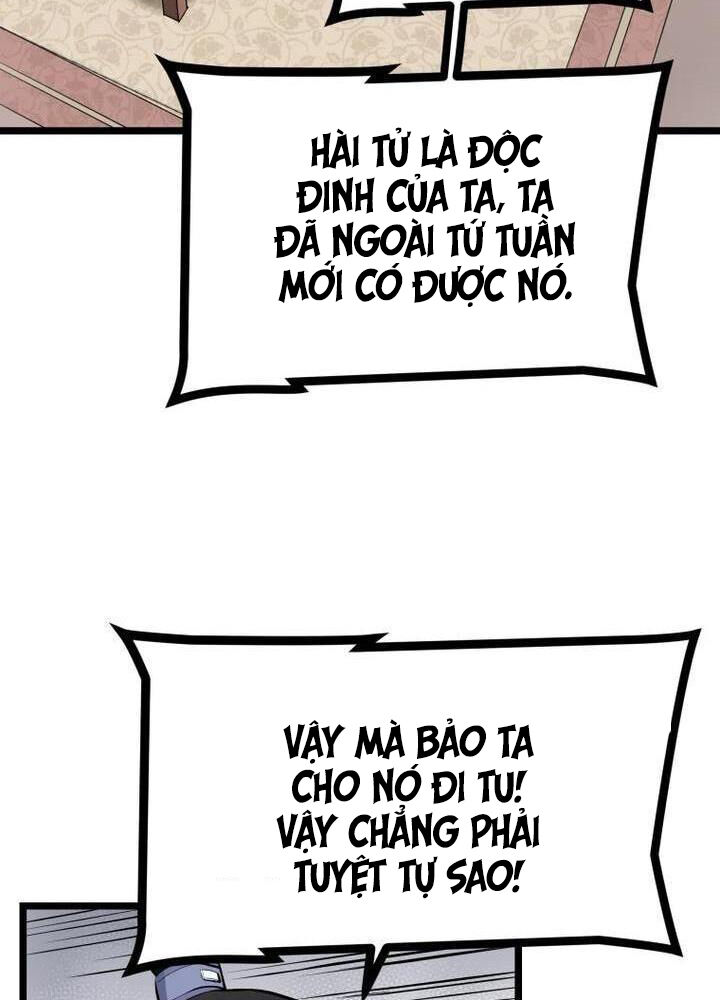 HÀI TỬ LÀ ĐỘC
ĐINH CỦA TA, TA
ĐÃ NGOÀI TỨ TUẦN
MỚI CÓ ĐƯỢC NÓ.
VẬY MÀ BẢO TA
CHO NÓ ĐI TU!
VẬY CHẲNG PHẢI
TUYỆT TỰ SAO!